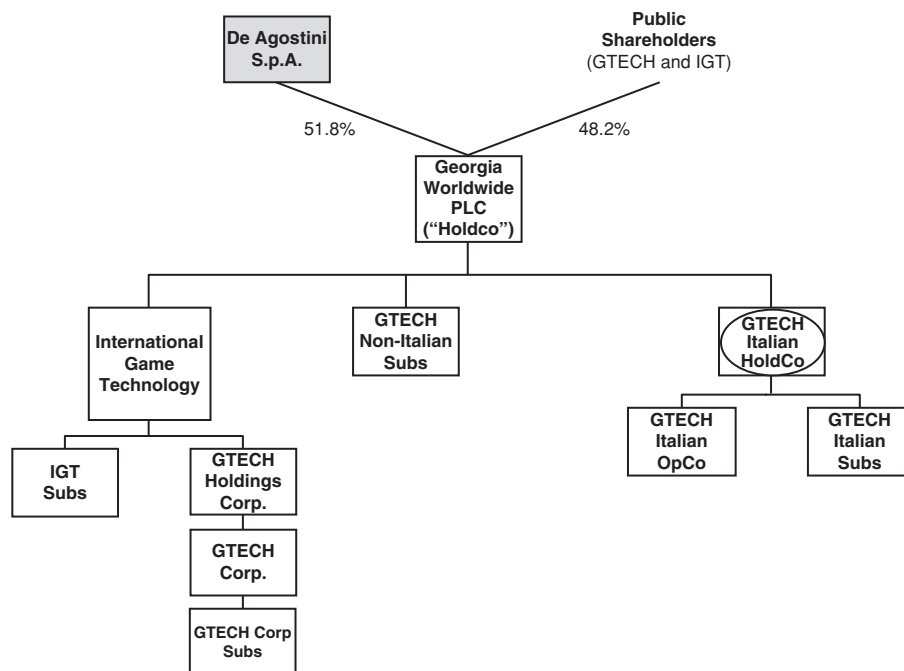 De Agostini
S.p.A.
Public
Shareholders
(GTECH and IGT)
51.8%
48.2%
Georgia
Worldwide
PLC
(“Holdco”)
International
Game
Technology
GTECH
Non-Italian
Subs
GTECH
Italian
HoldCo
IGT
Subs
GTECH
Holdings
Corp.
GTECH
Italian
OpCo
GTECH
Italian
Subs
GTECH
Corp.
GTECH Corp
Subs